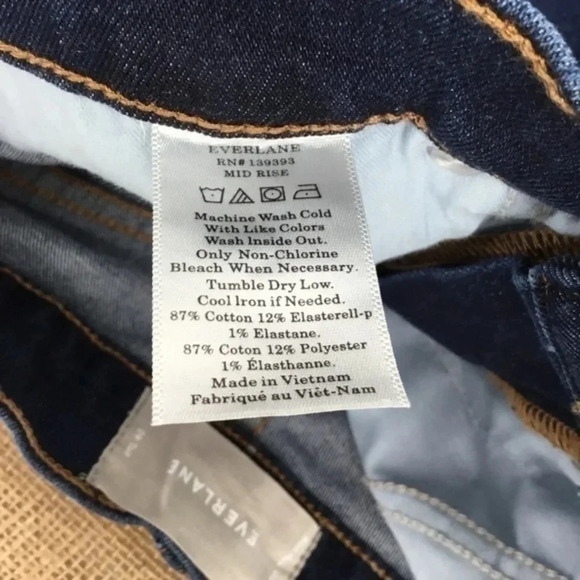 EVERLANE
RN# 139393
MID RISE
Machine Wash Cold
With Like Colors
Wash Inside Out.
Only Non-Chlorine
Bleach When Necessary.
Tumble Dry Low.
Cool Iron if Needed.
87% Cotton 12% Elasterell-p
1% Elastane.
87% Coton 12% Polyester
1% Élasthanne.
Made in Vietnam
Fabriqué au Viêt-Nam
EVERLANE